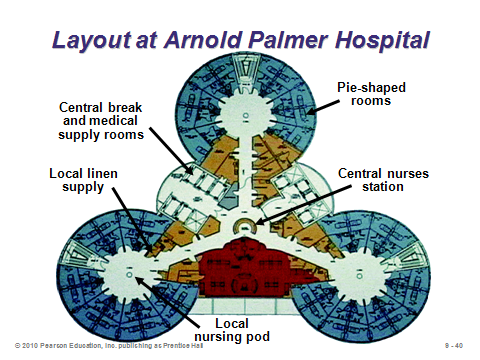 Layout at Arnold Palmer Hospital
Pie-shaped
rooms
Central break
and medical
supply rooms
Local linen
supply
Central nurses
station
Local
nursing pod
© 2010 Pearson Education, Inc. publishing as Prentice Hall
9 - 40